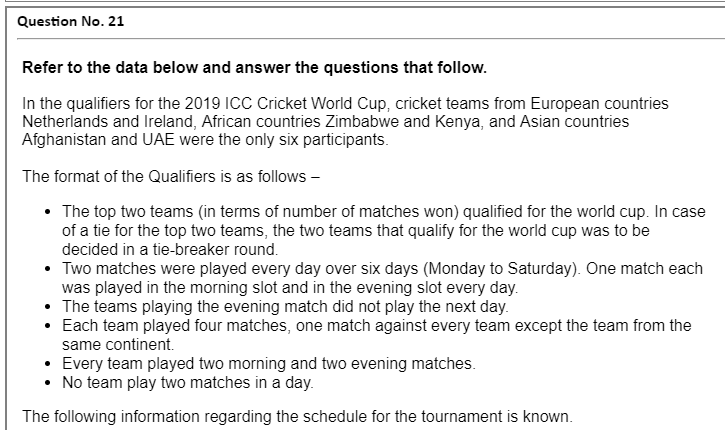 Question No. 21
Refer to the data below and answer the questions that follow.
In the qualifiers for the 2019 ICC Cricket World Cup, cricket teams from European countries
Netherlands and Ireland, African countries Zimbabwe and Kenya, and Asian countries
Afghanistan and UAE were the only six participants.
The format of the Qualifiers is as follows –
• The top two teams (in terms of number of matches won) qualified for the world cup. In case
of a tie for the top two teams, the two teams that qualify for the world cup was to be
decided in a tie-breaker round.
• Two matches were played every day over six days (Monday to Saturday). One match each
was played in the morning slot and in the evening slot every day.
• The teams playing the evening match did not play the next day.
• Each team played four matches, one match against every team except the team from the
same continent.
• Every team played two morning and two evening matches.
• No team play two matches in a day.
The following information regarding the schedule for the tournament is known.